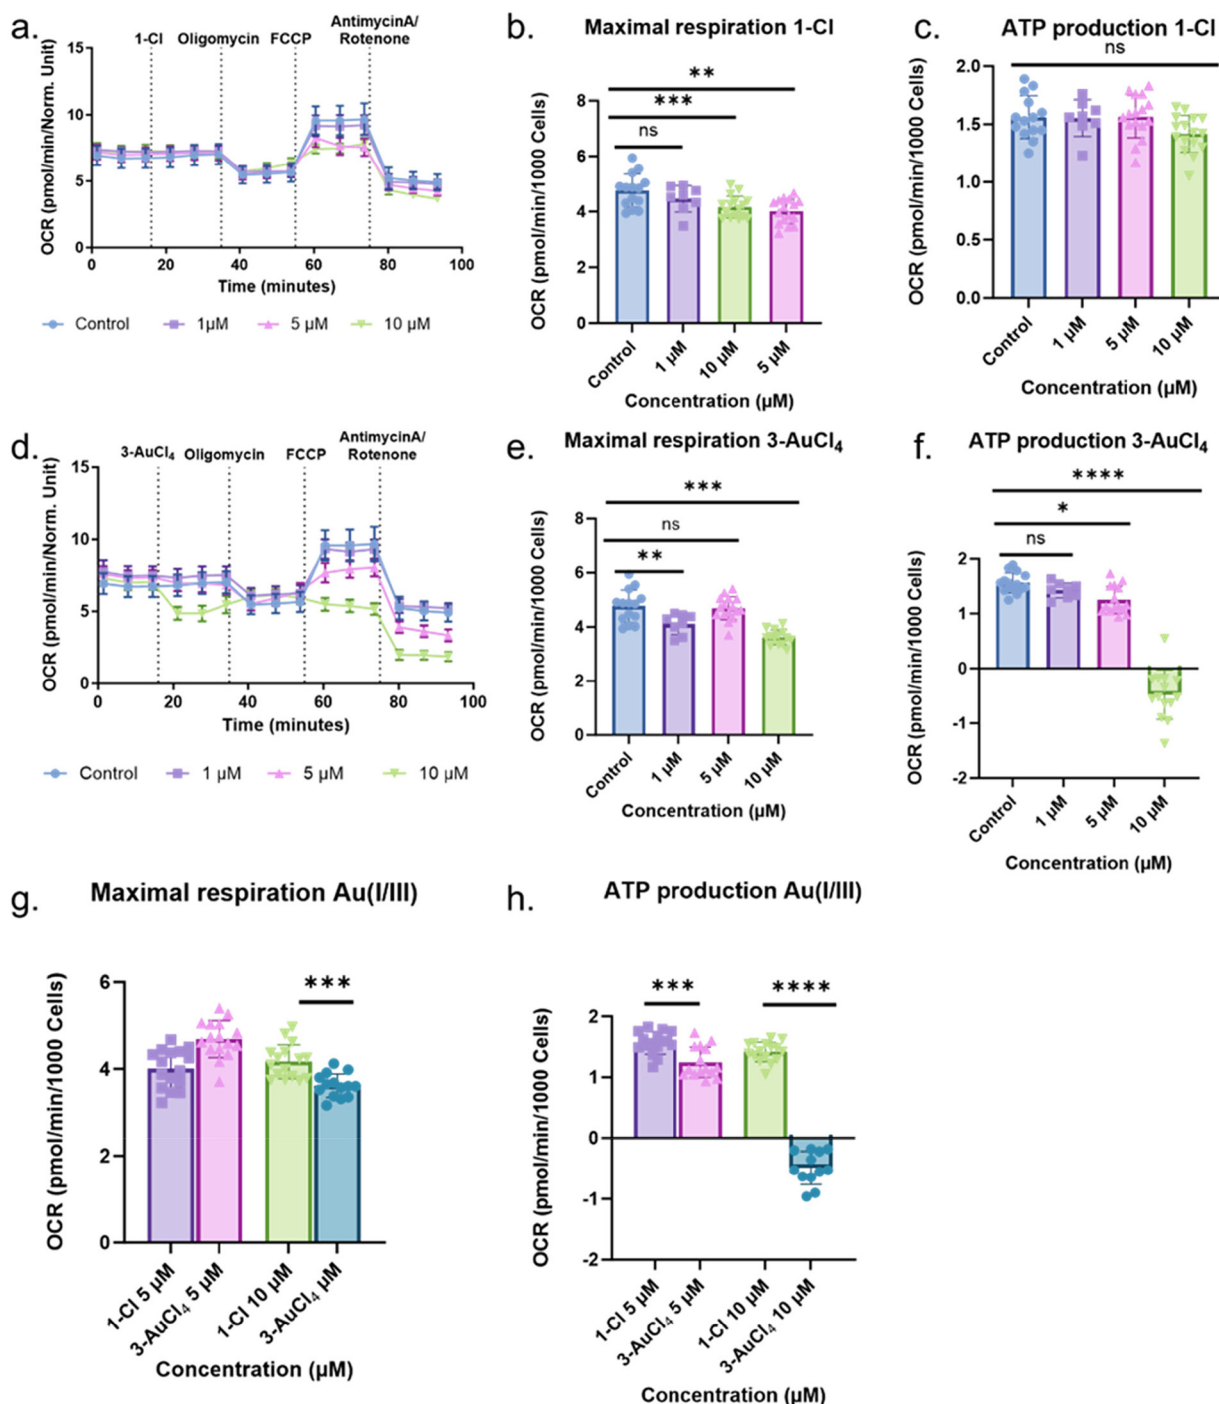 a.
1-Cl Oligomycin FCCP AntimycinA/
Rotenone
OCR (pmol/min/Norm. Unit)
15
10
5
0
0 20 40 60 80 100
Time (minutes)
Control 1µM 5 µM 10 µM
b.
Maximal respiration 1-Cl
**
***
ns
OCR (pmol/min/1000 Cells)
8
6
4
2
0
Control 1 µM 10 µM 5 µM
Concentration (µM)
c.
ATP production 1-Cl
ns
OCR (pmol/min/1000 Cells)
2.0
1.5
1.0
0.5
0.0
Control 1 µM 5 µM 10 µM
Concentration (µM)
d.
3-AuCl₄ Oligomycin FCCP AntimycinA/
Rotenone
OCR (pmol/min/Norm. Unit)
15
10
5
0
0 20 40 60 80 100
Time (minutes)
Control 1 µM 5 µM 10 µM
e.
Maximal respiration 3-AuCl₄
***
ns
**
OCR (pmol/min/1000 Cells)
8
6
4
2
0
Control 1 µM 5 µM 10 µM
Concentration (µM)
f.
ATP production 3-AuCl₄
****
*
ns
OCR (pmol/min/1000 Cells)
2
1
0
-1
-2
Control 1 µM 5 µM 10 µM
Concentration (µM)
g.
Maximal respiration Au(I/III)
***
OCR (pmol/min/1000 Cells)
6
4
2
0
1-Cl 5 µM 3-AuCl₄ 5 µM 1-Cl 10 µM 3-AuCl₄ µM
Concentration (µM)
h.
ATP production Au(I/III)
*** ****
OCR (pmol/min/1000 Cells)
2
1
0
-1
-2
1-Cl 5 µM 3-AuCl₄ 5 µM 1-Cl 10 µM 3-AuCl₄ 10 µM
Concentration (µM)